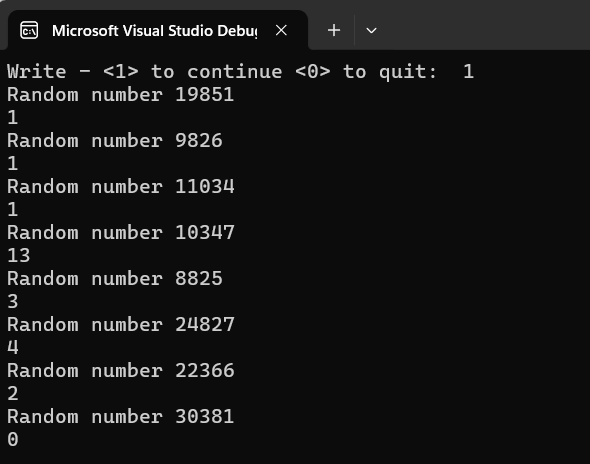 Microsoft Visual Studio Debug
Write - <1> to continue <0> to quit:  1
Random number 19851
1
Random number 9826
1
Random number 11034
1
Random number 10347
13
Random number 8825
3
Random number 24827
4
Random number 22366
2
Random number 30381
0